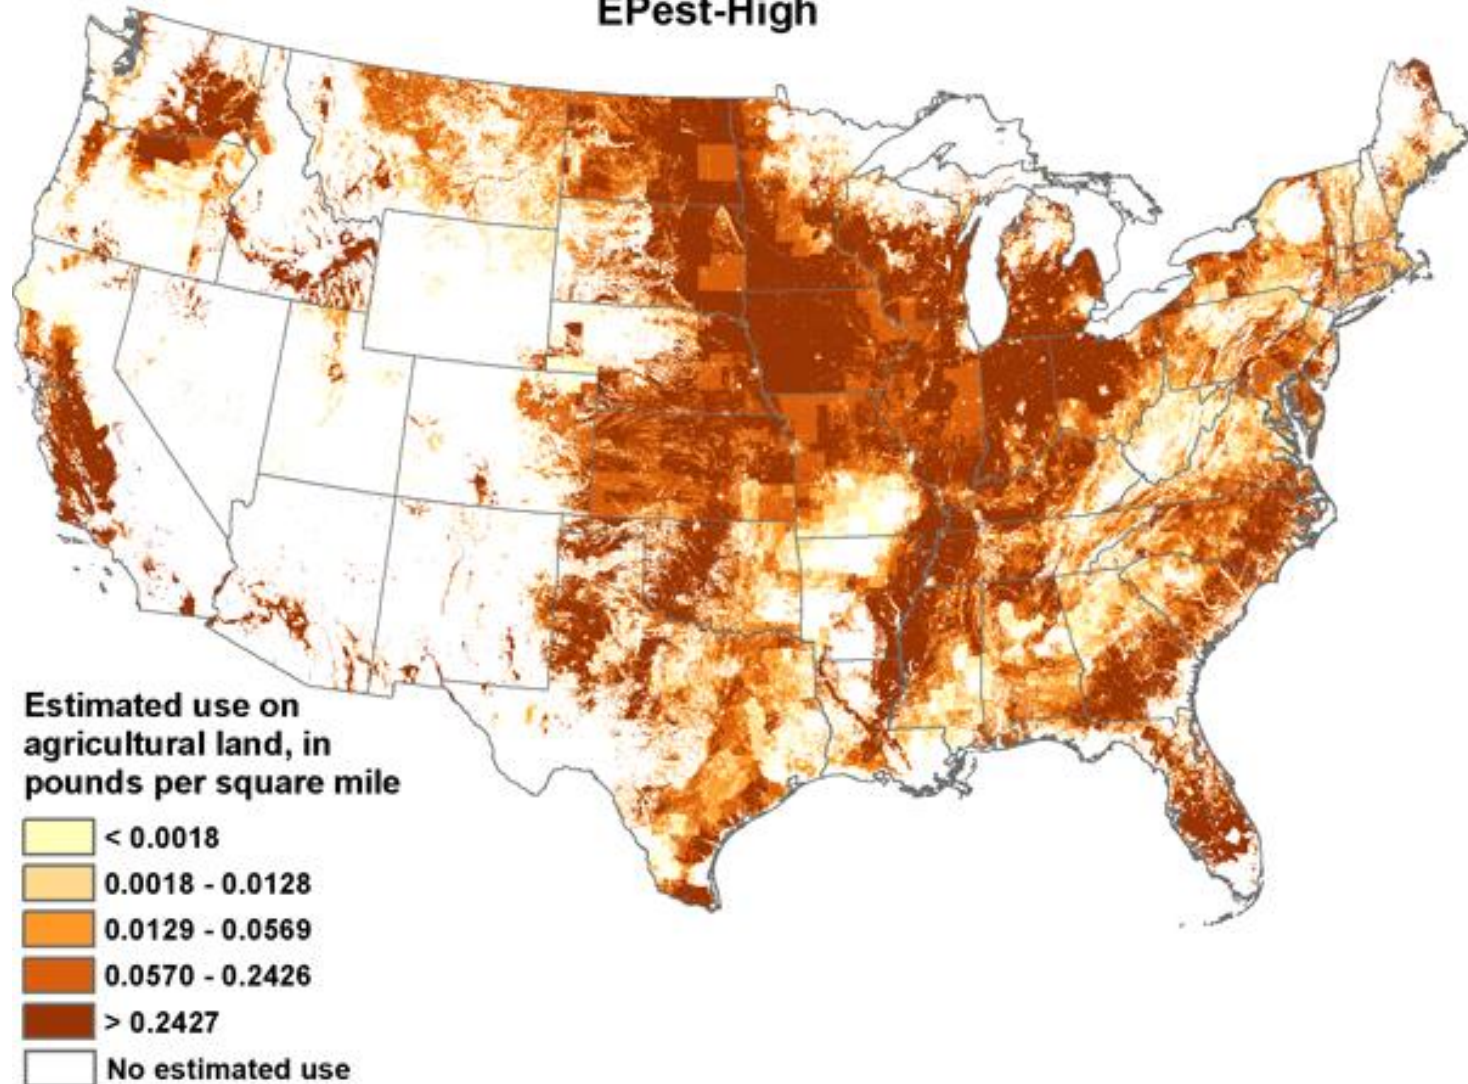 EPest-High
Estimated use on
agricultural land, in
pounds per square mile
< 0.0018
0.0018 - 0.0128
0.0129 - 0.0569
0.0570 - 0.2426
> 0.2427
No estimated use